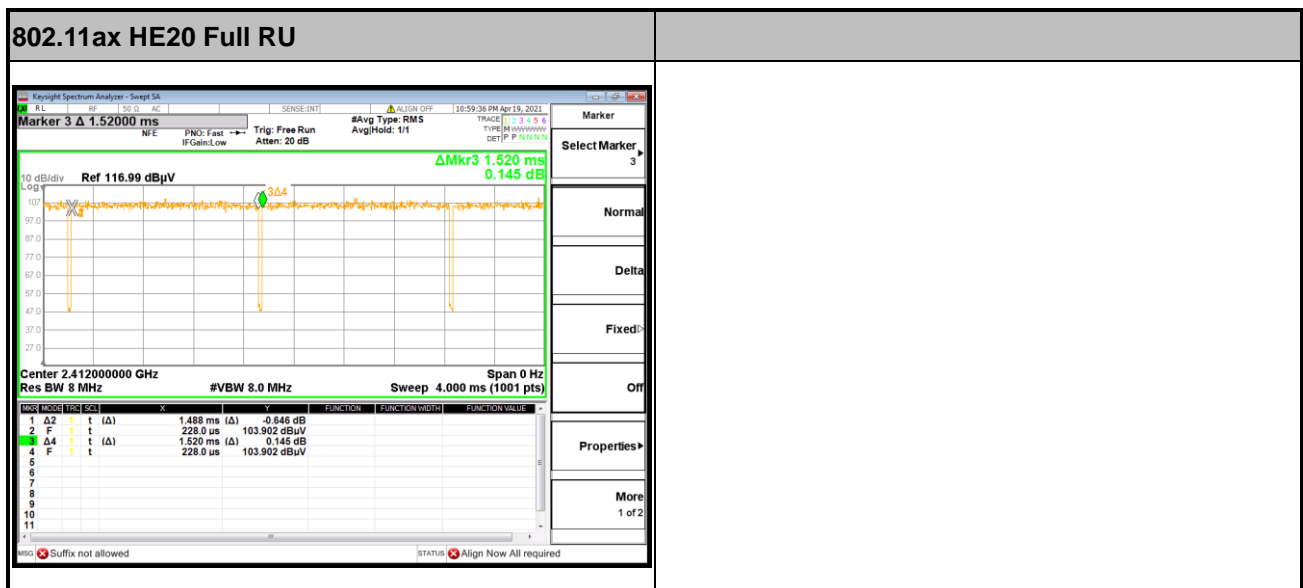 802.11ax HE20 Full RU
Keysight Spectrum Analyzer - Swept SA
RL RF 50 Ω AC SENSE:INT ALIGN OFF 10:59:36 PM Apr 19, 2021
Marker 3 Δ 1.52000 ms
NFE PNO: Fast Trig: Free Run #Avg Type: RMS TRACE 1 2 3 4 5 6
IFGain:Low Atten: 20 dB Avg|Hold: 1/1 TYPE M WWWWW
DET P P N N N N
Marker
Select Marker
3
ΔMkr3 1.520 ms
0.145 dB
10 dB/div Ref 116.99 dBµV
Log
3Δ4
107
97.0
87.0
77.0
67.0
57.0
47.0
37.0
27.0
Normal
Delta
Fixed
Off
Center 2.412000000 GHz Span 0 Hz
Res BW 8 MHz #VBW 8.0 MHz Sweep 4.000 ms (1001 pts)
MKR MODE TRC SCL X Y FUNCTION FUNCTION WIDTH FUNCTION VALUE
1 Δ2 1 t (Δ) 1.488 ms (Δ) -0.646 dB
2 F 1 t 228.0 µs 103.902 dBµV
3 Δ4 1 t (Δ) 1.520 ms (Δ) 0.145 dB
4 F 1 t 228.0 µs 103.902 dBµV
5
6
7
8
9
10
11
Properties
More
1 of 2
MSG Suffix not allowed STATUS Align Now All required